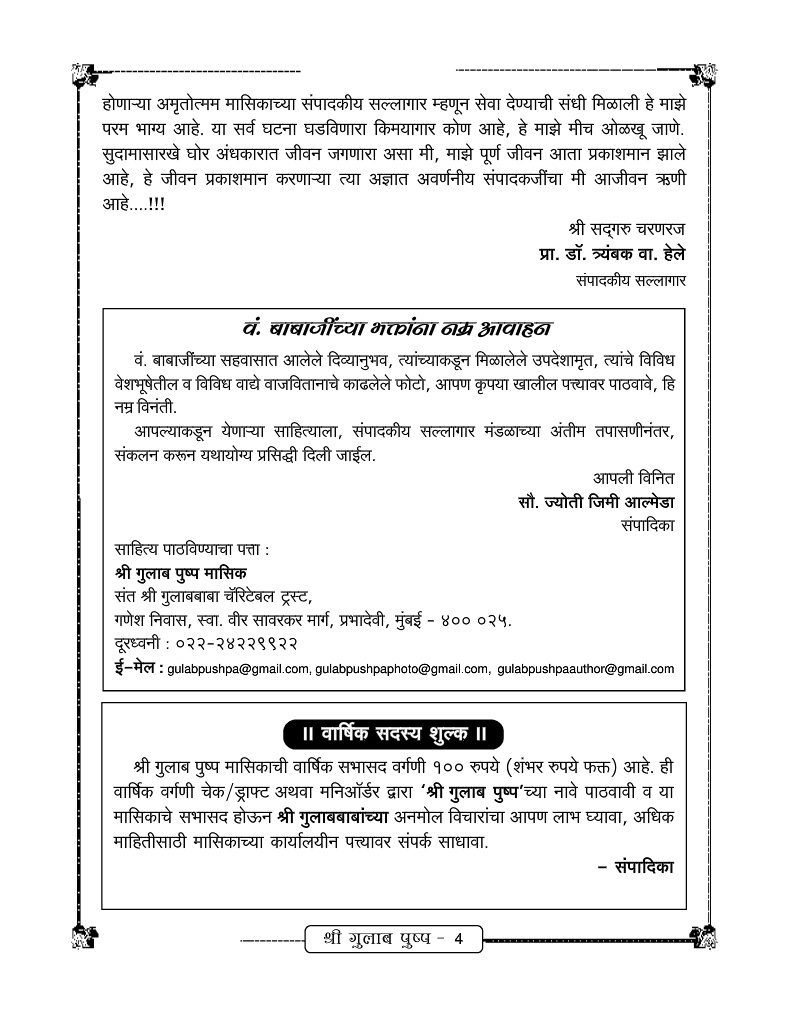 होणाऱ्या अमृतोत्मम मासिकाच्या संपादकीय सल्लागार म्हणून सेवा देण्याची संधी मिळाली हे माझे
परम भाग्य आहे. या सर्व घटना घडविणारा किमयागार कोण आहे, हे माझे मीच ओळखू जाणे.
सुदामासारखे घोर अंधकारात जीवन जगणारा असा मी, माझे पूर्ण जीवन आता प्रकाशमान झाले
आहे, हे जीवन प्रकाशमान करणाऱ्या त्या अज्ञात अवर्णनीय संपादकजींचा मी आजीवन ऋणी
आहे....!!!
श्री सद्‌गरु चरणरज
प्रा. डॉ. त्र्यंबक वा. हेले
संपादकीय सल्लागार
वं. बाबाजींच्या भक्तांना नम्र आवाहन
वं. बाबाजींच्या सहवासात आलेले दिव्यानुभव, त्यांच्याकडून मिळालेले उपदेशामृत, त्यांचे विविध
वेशभूषेतील व विविध वाद्ये वाजवितानाचे काढलेले फोटो, आपण कृपया खालील पत्त्यावर पाठवावे, हि
नम्र विनंती.
आपल्याकडून येणाऱ्या साहित्याला, संपादकीय सल्लागार मंडळाच्या अंतीम तपासणीनंतर,
संकलन करून यथायोग्य प्रसिद्धी दिली जाईल.
आपली विनित
सौ. ज्योती जिमी आल्मेडा
संपादिका
साहित्य पाठविण्याचा पत्ता :
श्री गुलाब पुष्प मासिक
संत श्री गुलाबबाबा चॅरिटेबल ट्रस्ट,
गणेश निवास, स्वा. वीर सावरकर मार्ग, प्रभादेवी, मुंबई - ४०० ०२५.
दूरध्वनी : ०२२-२४२२९९२२
ई-मेल : gulabpushpa@gmail.com, gulabpushpaphoto@gmail.com, gulabpushpaauthor@gmail.com
॥ वार्षिक सदस्य शुल्क ॥
श्री गुलाब पुष्प मासिकाची वार्षिक सभासद वर्गणी १०० रुपये (शंभर रुपये फक्त) आहे. ही
वार्षिक वर्गणी चेक/ड्राफ्ट अथवा मनिऑर्डर द्वारा ‘श्री गुलाब पुष्प’च्या नावे पाठवावी व या
मासिकाचे सभासद होऊन श्री गुलाबबाबांच्या अनमोल विचारांचा आपण लाभ घ्यावा, अधिक
माहितीसाठी मासिकाच्या कार्यालयीन पत्त्यावर संपर्क साधावा.
- संपादिका
श्री गुलाब पुष्प - 4